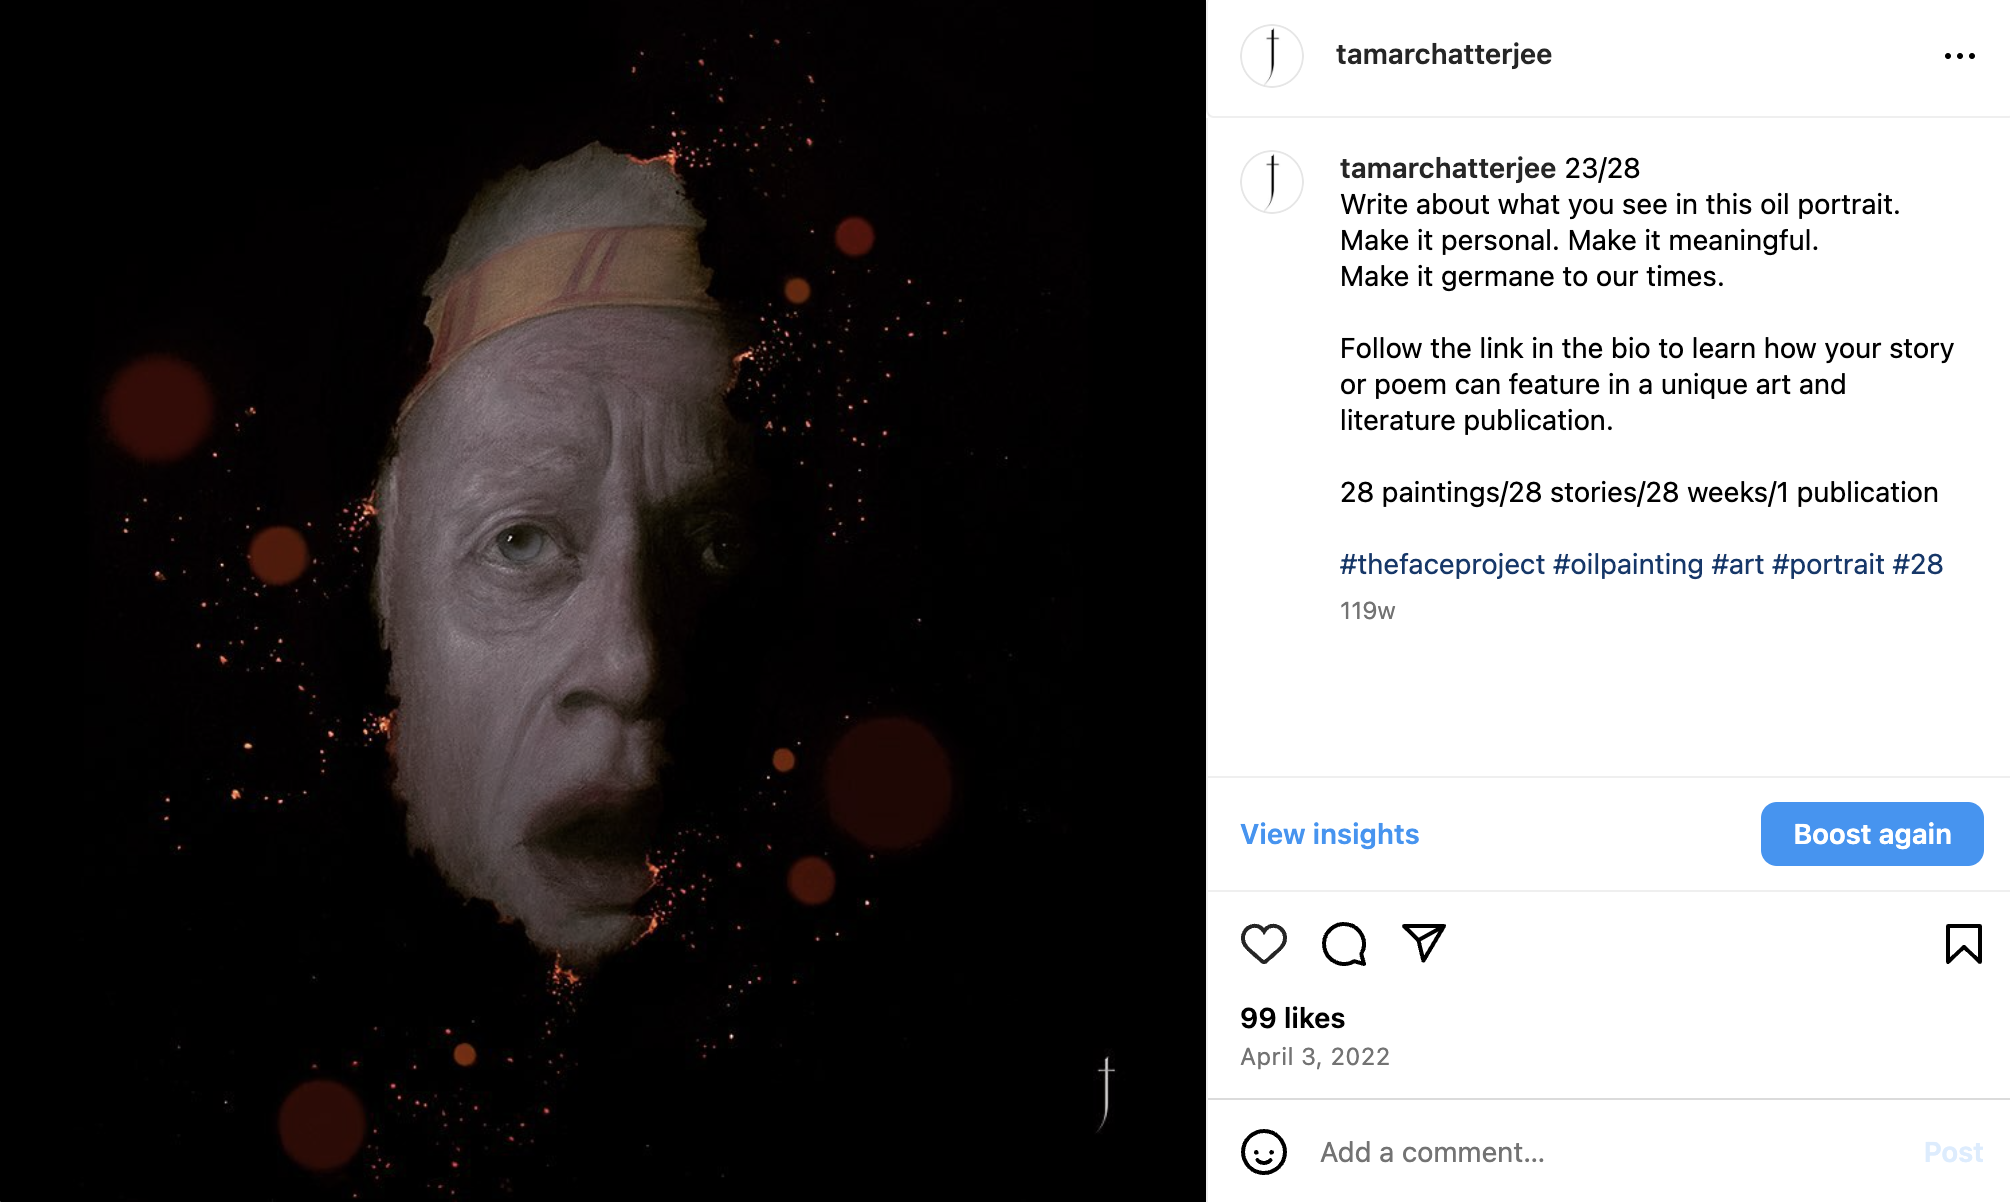 tamarchatterjee
tamarchatterjee 23/28
Write about what you see in this oil portrait.
Make it personal. Make it meaningful.
Make it germane to our times.
Follow the link in the bio to learn how your story
or poem can feature in a unique art and
literature publication.
28 paintings/28 stories/28 weeks/1 publication
#thefaceproject #oilpainting #art #portrait #28
119w
View insights
Boost again
99 likes
April 3, 2022
Add a comment...
Post